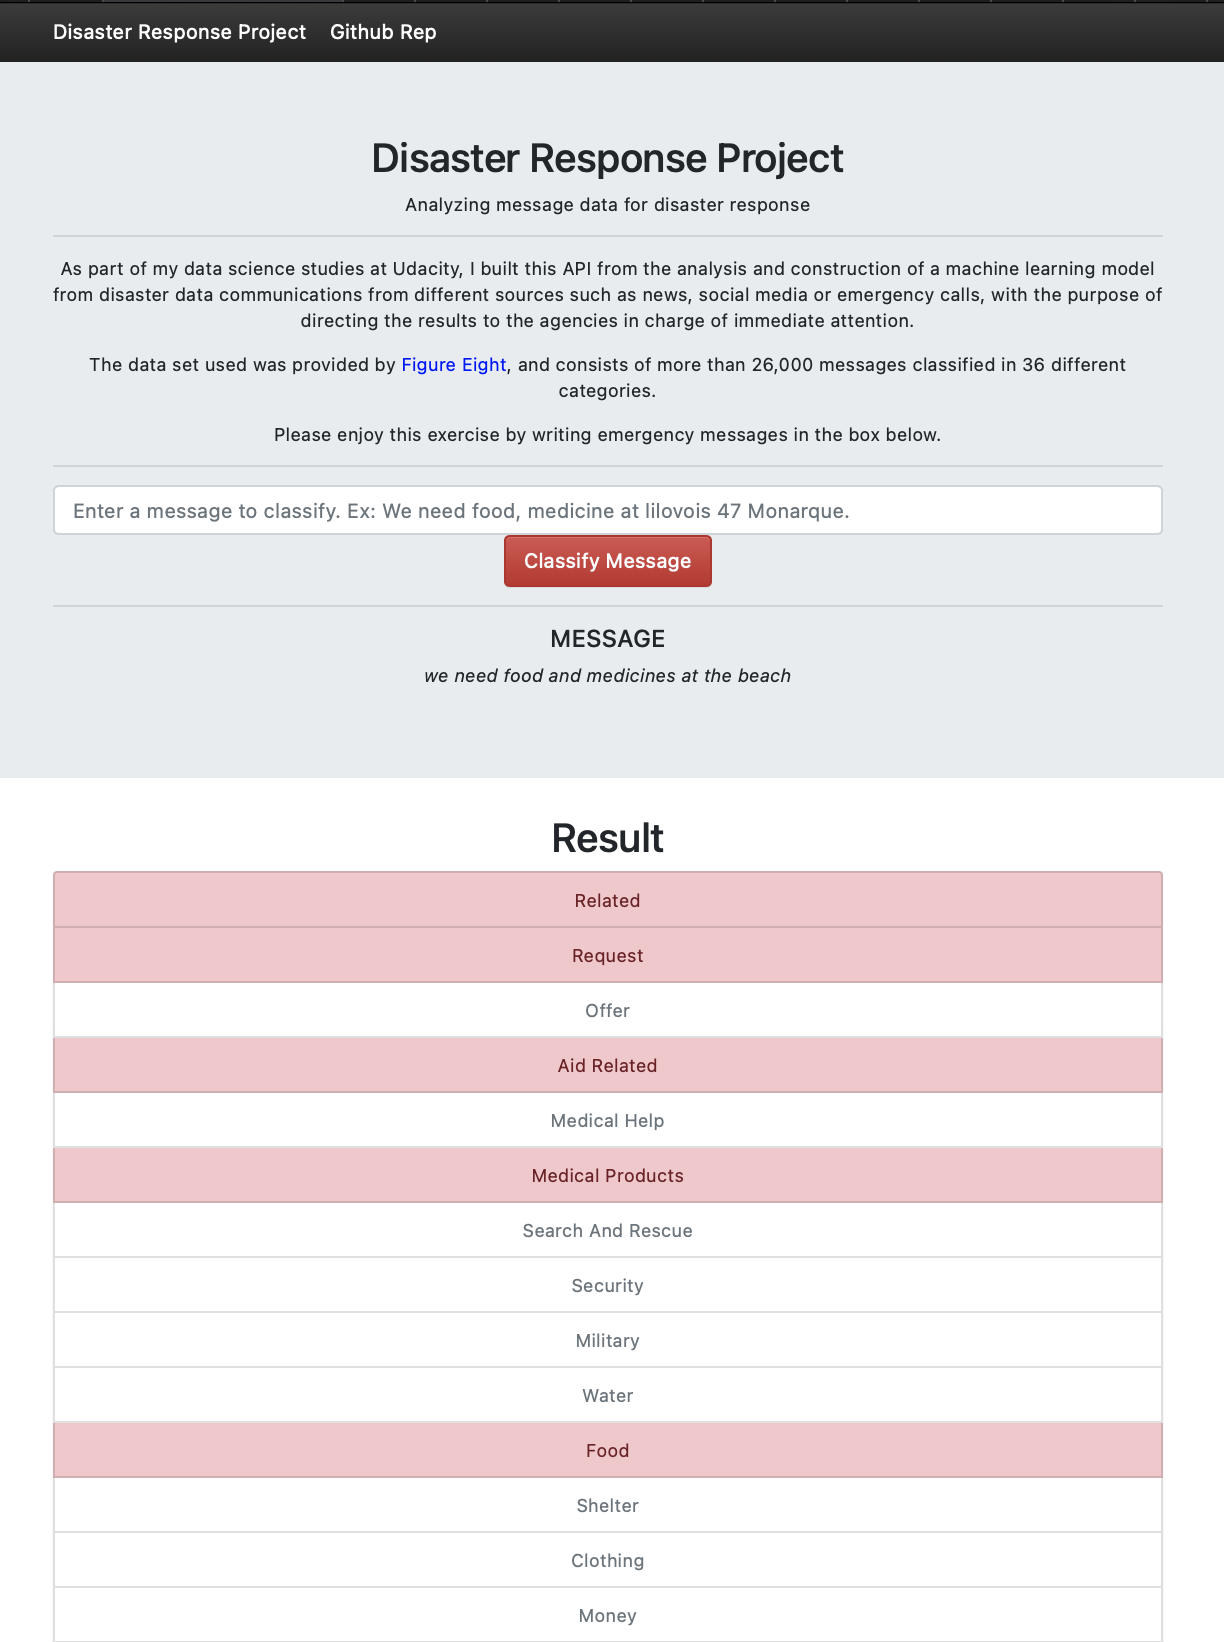 Disaster Response Project Github Rep
Disaster Response Project
Analyzing message data for disaster response
As part of my data science studies at Udacity, I built this API from the analysis and construction of a machine learning model
from disaster data communications from different sources such as news, social media or emergency calls, with the purpose of
directing the results to the agencies in charge of immediate attention.
The data set used was provided by Figure Eight, and consists of more than 26,000 messages classified in 36 different
categories.
Please enjoy this exercise by writing emergency messages in the box below.
Enter a message to classify. Ex: We need food, medicine at lilovois 47 Monarque.
Classify Message
MESSAGE
we need food and medicines at the beach
Result
Related
Request
Offer
Aid Related
Medical Help
Medical Products
Search And Rescue
Security
Military
Water
Food
Shelter
Clothing
Money